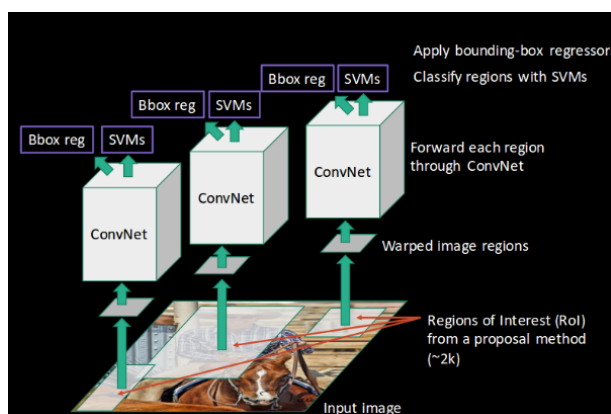 Apply bounding-box regressor
Bbox reg SVMs Classify regions with SVMs
Bbox reg SVMs
Bbox reg SVMs
Forward each region
through ConvNet
ConvNet
ConvNet
ConvNet
Warped image regions
Regions of Interest (RoI)
from a proposal method
(~2k)
Input image